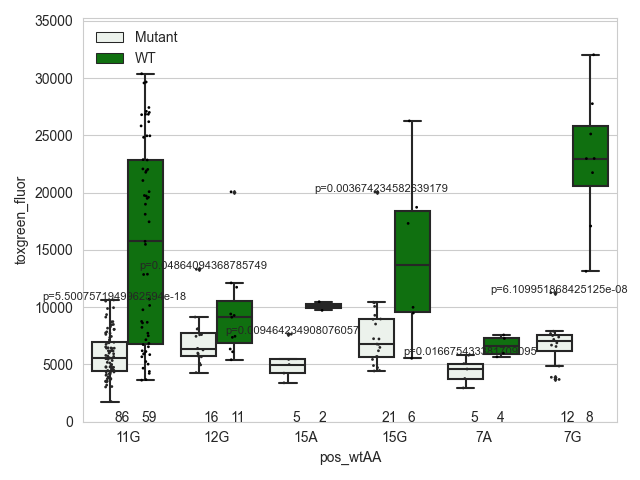 35000
30000
25000
20000
15000
10000
5000
0
toxgreen_fluor
Mutant
WT
p=0.003674234582639179
p=0.04864094368785749
p=6.109951868425125e-08
p=5.5007571949962594e-18
p=0.009464234908076057
86 59 16 11 5 2 21 6 5 4 12 8
11G 12G 15A 15G 7A 7G
pos_wtAA